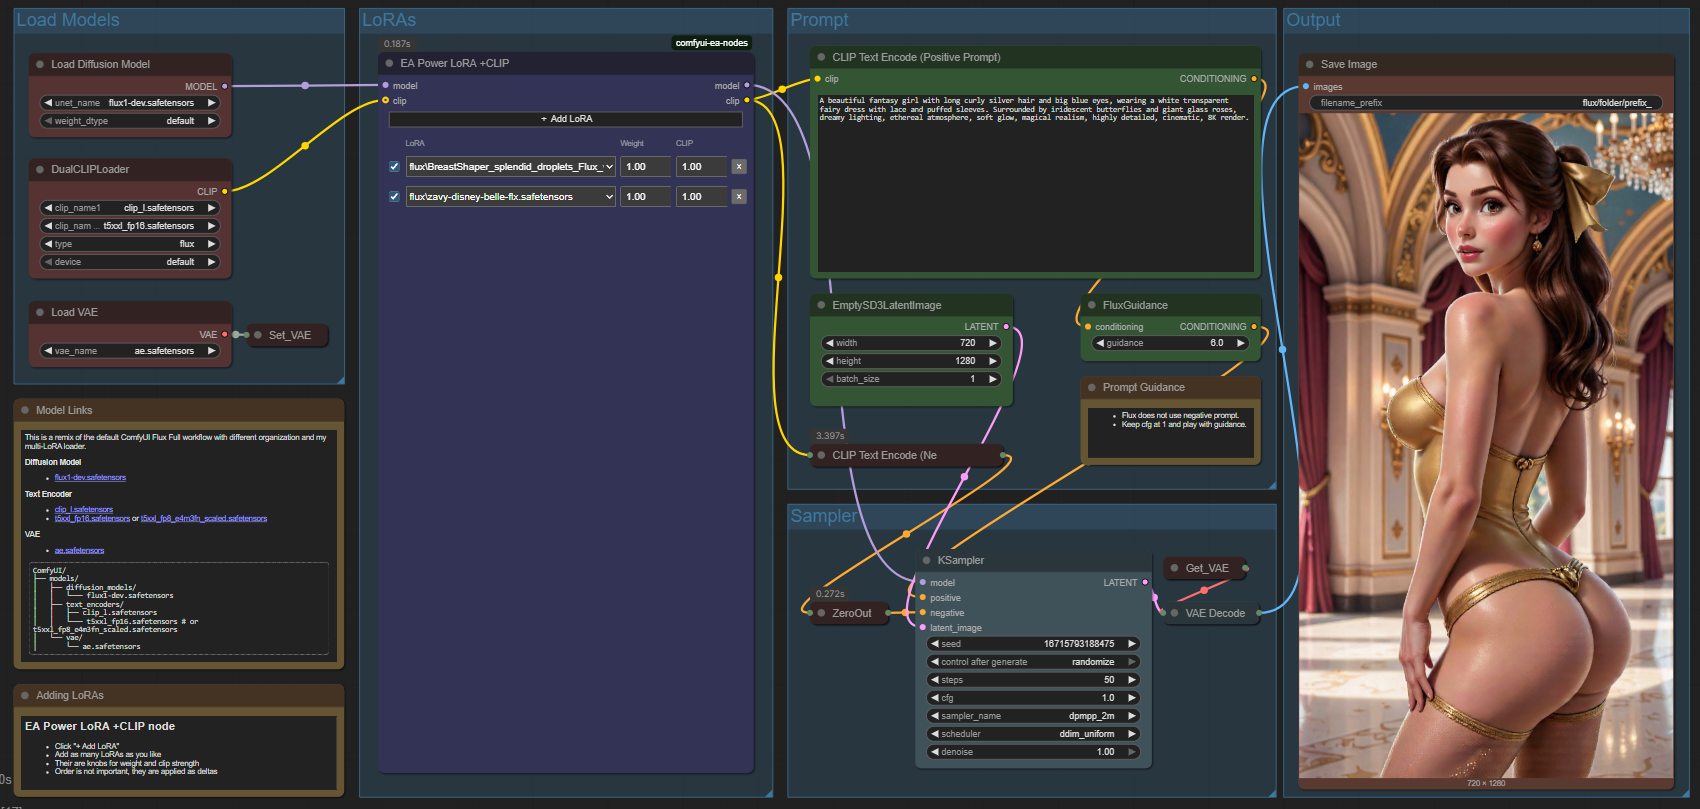 Load Models
Load Diffusion Model
MODEL
unet_name flux1-dev.safetensors
weight_dtype default
DualCLIPLoader
CLIP
clip_name1 clip_l.safetensors
clip_nam ... t5xxl_fp16.safetensors
type flux
device default
Load VAE
VAE
vae_name ae.safetensors
Set_VAE
Model Links
This is a remix of the default ComfyUI Flux Full workflow with different organization and my
multi-LoRA loader.
Diffusion Model
flux1-dev.safetensors
Text Encoder
clip_l.safetensors
t5xxl_fp16.safetensors or t5xxl_fp8_e4m3fn_scaled.safetensors
VAE
ae.safetensors
ComfyUI/
├── models/
├── diffusion_models/
└── flux1-dev.safetensors
├── text_encoders/
├── clip_l.safetensors
└── t5xxl_fp16.safetensors # or
t5xxl_fp8_e4m3fn_scaled.safetensors
└── vae/
└── ae.safetensors
Adding LoRAs
EA Power LoRA +CLIP node
Click "+ Add LoRA"
Add as many LoRAs as you like
Their are knobs for weight and clip strength
Order is not important, they are applied as deltas
0s
LoRAs
0.187s
comfyui-ea-nodes
EA Power LoRA +CLIP
model model
clip clip
+ Add LoRA
LoRA Weight CLIP
flux\BreastShaper_splendid_droplets_Flux_ 1.00 1.00 x
flux\zavy-disney-belle-flx.safetensors 1.00 1.00 x
Prompt
CLIP Text Encode (Positive Prompt)
clip CONDITIONING
A beautiful fantasy girl with long curly silver hair and big blue eyes, wearing a white transparent
fairy dress with lace and puffed sleeves. Surrounded by iridescent butterflies and giant glass roses,
dreamy lighting, ethereal atmosphere, soft glow, magical realism, highly detailed, cinematic, 8K render.
EmptySD3LatentImage
LATENT
width 720
height 1280
batch_size 1
FluxGuidance
conditioning CONDITIONING
guidance 6.0
Prompt Guidance
Flux does not use negative prompt.
Keep cfg at 1 and play with guidance.
3.397s
CLIP Text Encode (Ne
Sampler
0.272s
ZeroOut
KSampler
model LATENT
positive
negative
latent_image
seed 16715793188475
control after generate randomize
steps 50
cfg 1.0
sampler_name dpmpp_2m
scheduler ddim_uniform
denoise 1.00
Get_VAE
VAE Decode
Output
Save Image
images
filename_prefix flux/folder/prefix_
720 × 1280